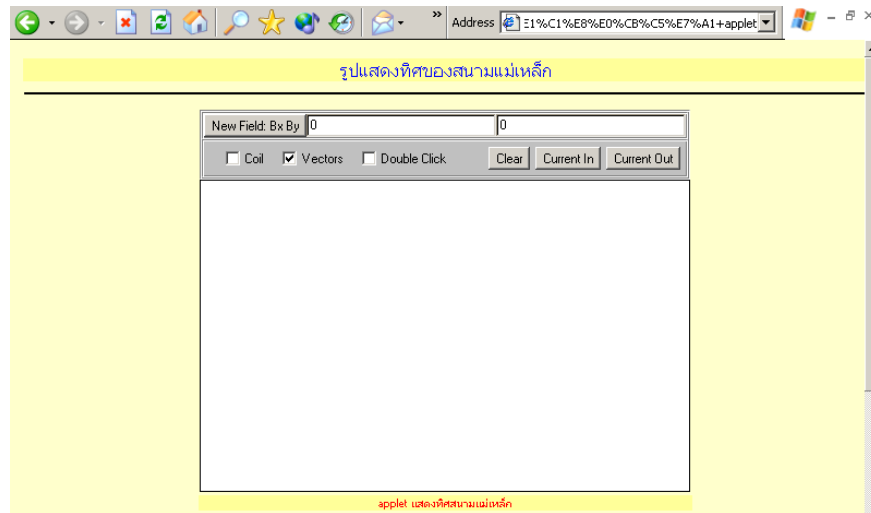 Address E1%C1%E8%E0%CB%C5%E7%A1+applet
รูปแสดงทิศของสนามแม่เหล็ก
New Field: Bx By 0 0
Coil Vectors Double Click Clear Current In Current Out
applet แสดงทิศสนามแม่เหล็ก